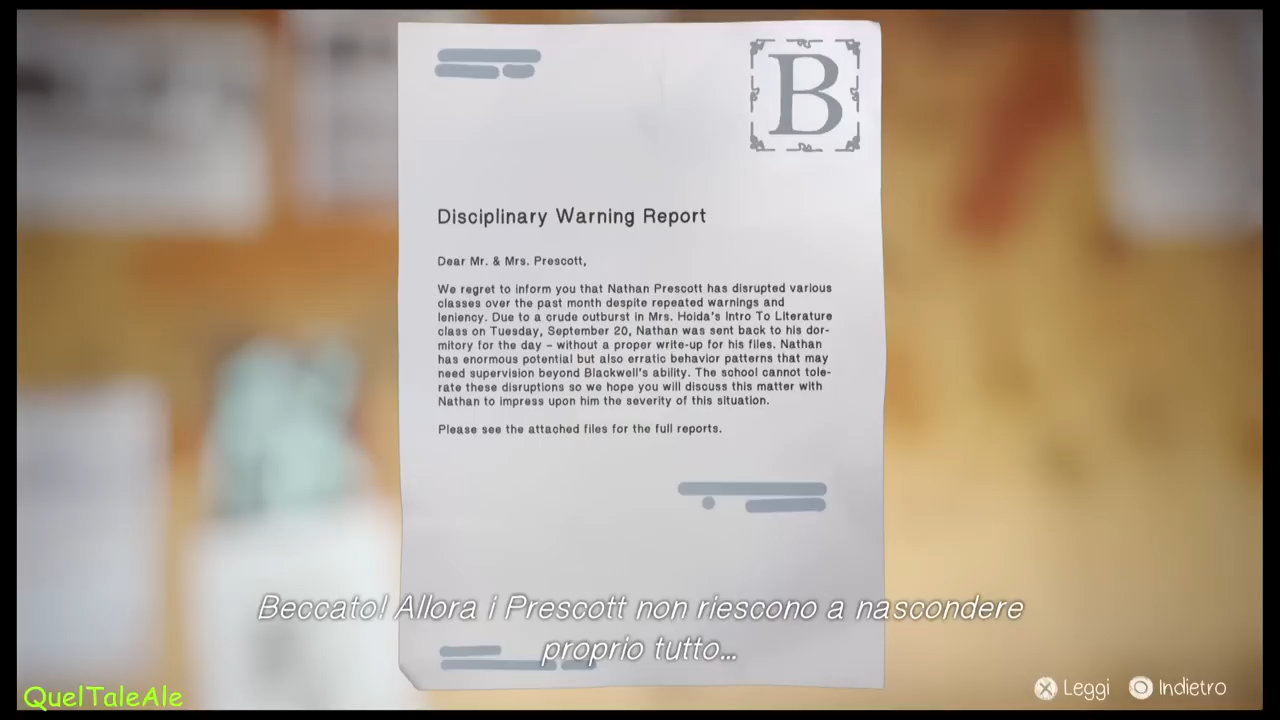 B
Disciplinary Warning Report
Dear Mr. & Mrs. Prescott,
We regret to inform you that Nathan Prescott has disrupted various
classes over the past month despite repeated warnings and
leniency. Due to a crude outburst in Mrs. Hoida's Intro To Literature
class on Tuesday, September 20, Nathan was sent back to his dor-
mitory for the day – without a proper write-up for his files. Nathan
has enormous potential but also erratic behavior patterns that may
need supervision beyond Blackwell's ability. The school cannot tole-
rate these disruptions so we hope you will discuss this matter with
Nathan to impress upon him the severity of this situation.
Please see the attached files for the full reports.
Beccato! Allora i Prescott non riescono a nascondere
proprio tutto...
QuelTaleAle
Leggi
Indietro